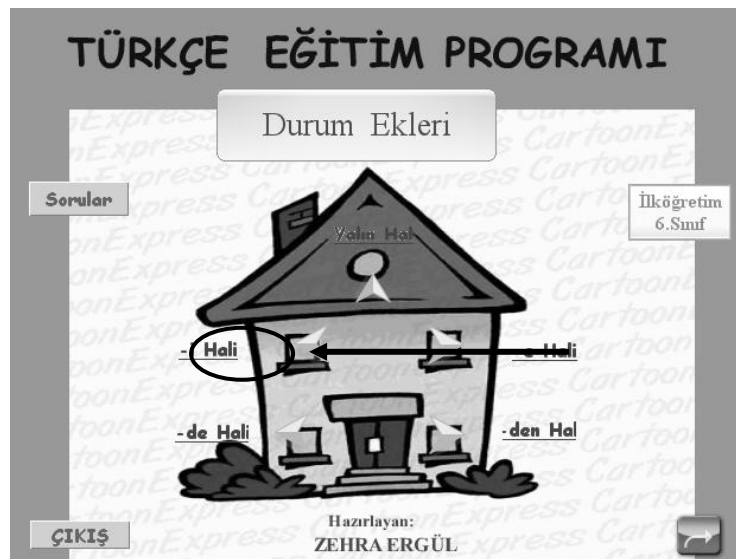 TÜRKÇE EĞİTİM PROGRAMI
Durum Ekleri
Sorular
İlköğretim
6.Sınıf
Yalın Hal
Hali
Hali
-de Hali
-den Hal
Hazırlayan:
ZEHRA ERGÜL
ÇIKIŞ